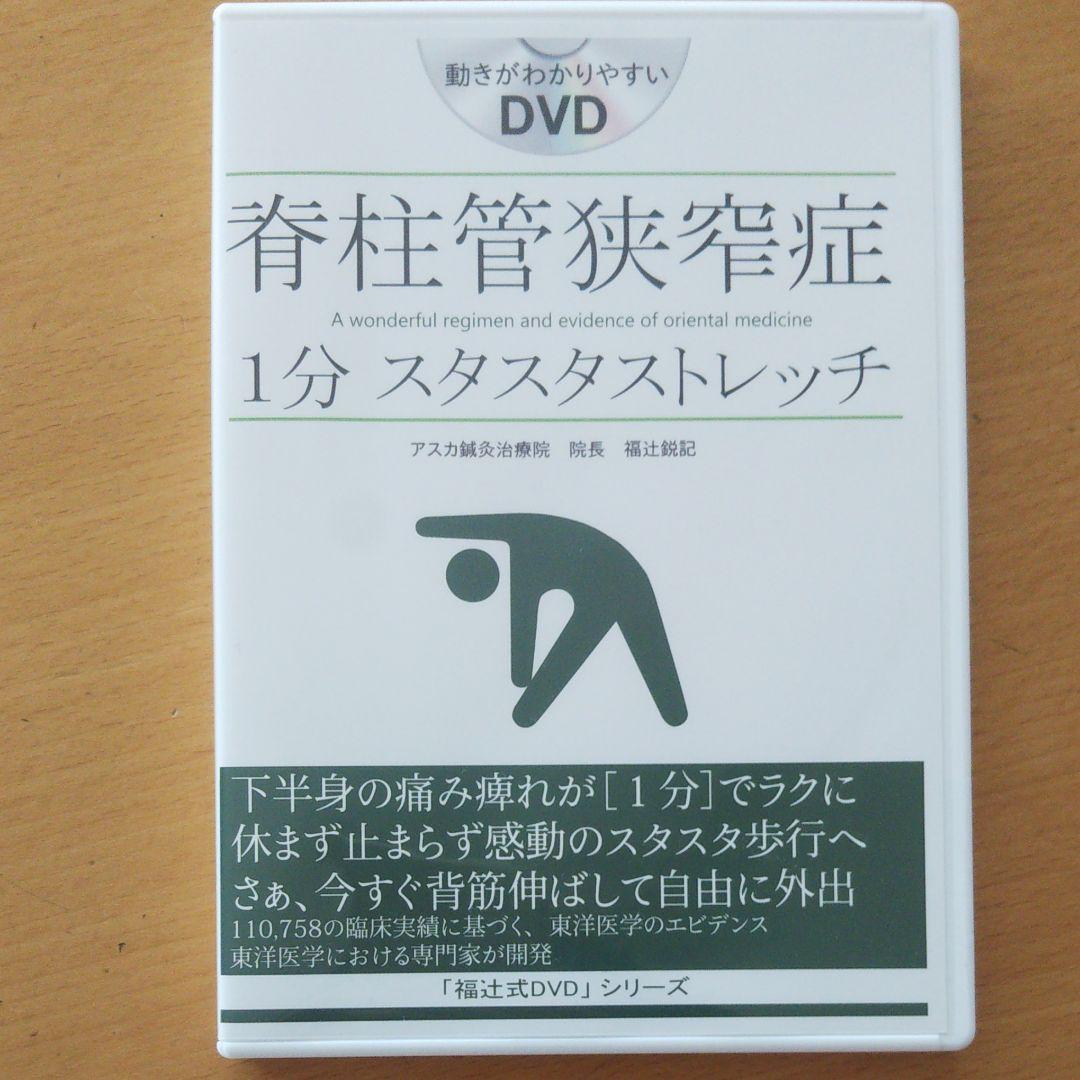 動きがわかりやすい
DVD
脊柱管狭窄症
A wonderful regimen and evidence of oriental medicine
1分 スタスタストレッチ
アスカ鍼灸治療院 院長 福辻鋭記
下半身の痛み痺れが[1分]でラクに
休まず止まらず感動のスタスタ歩行へ
さぁ、今すぐ背筋伸ばして自由に外出
110,758の臨床実績に基づく、東洋医学のエビデンス
東洋医学における専門家が開発
「福辻式DVD」シリーズ